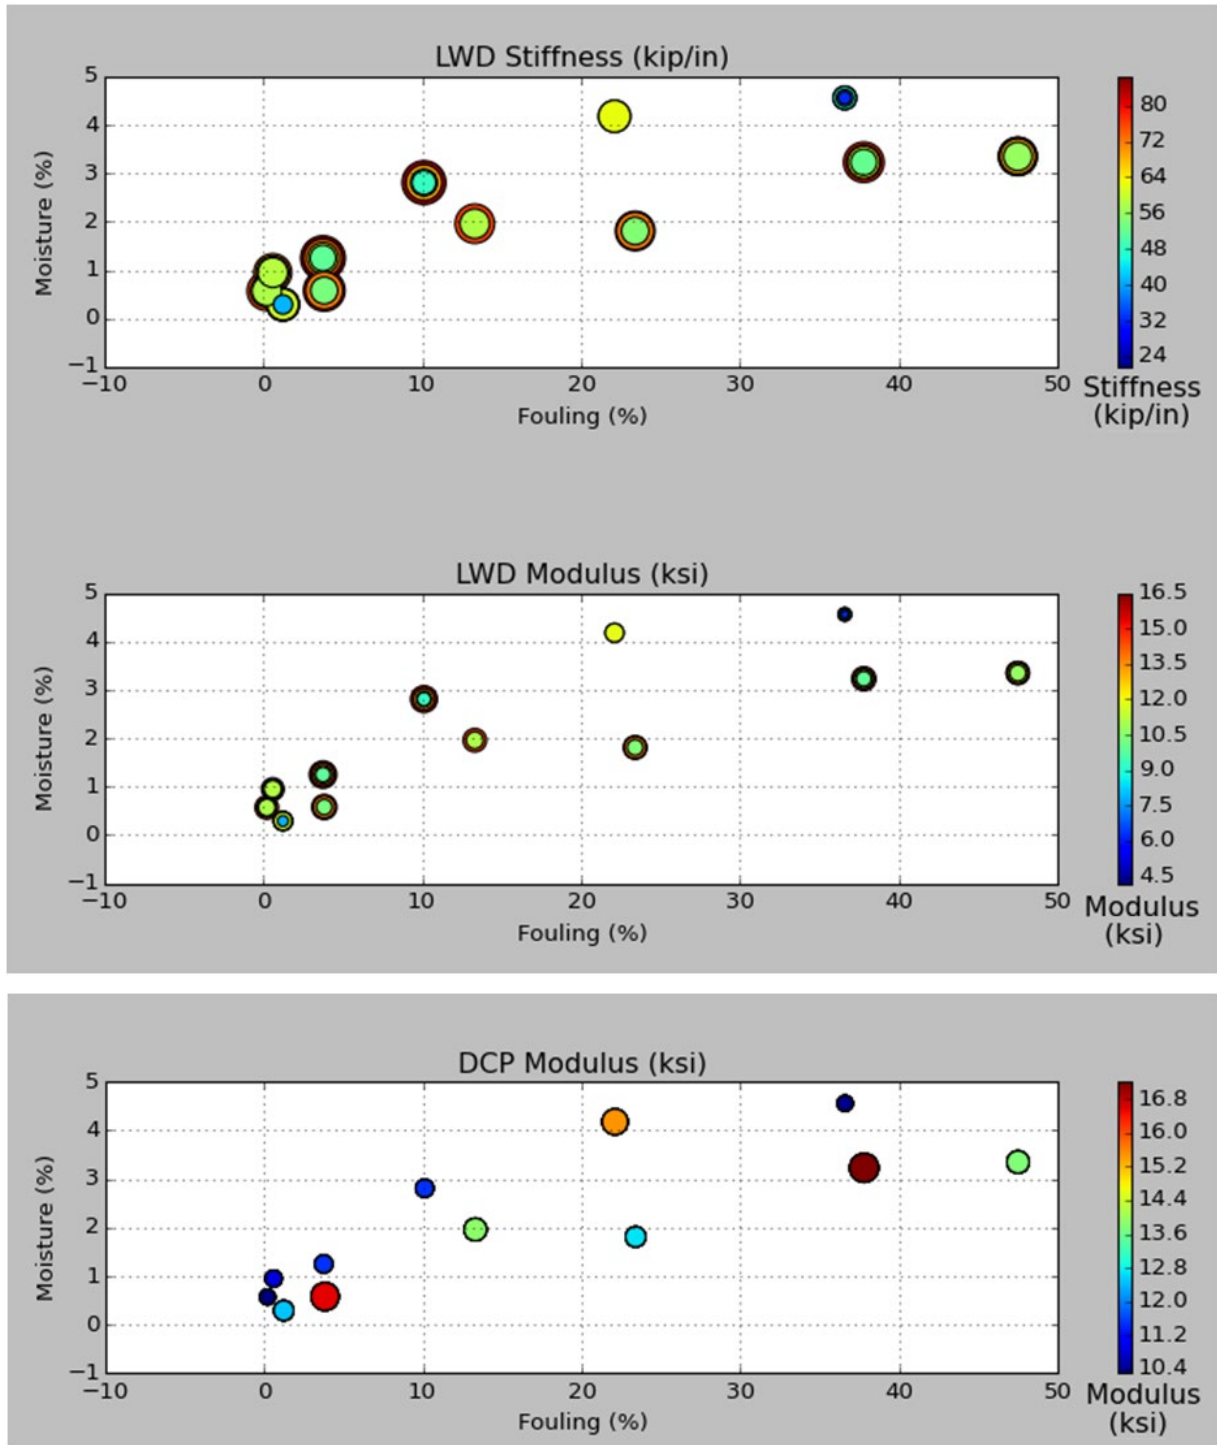 LWD Stiffness (kip/in)
5
4
3
2
1
0
−1
Moisture (%)
−10 0 10 20 30 40 50
Fouling (%)
80
72
64
56
48
40
32
24
Stiffness
(kip/in)
LWD Modulus (ksi)
5
4
3
2
1
0
−1
Moisture (%)
−10 0 10 20 30 40 50
Fouling (%)
16.5
15.0
13.5
12.0
10.5
9.0
7.5
6.0
4.5
Modulus
(ksi)
DCP Modulus (ksi)
5
4
3
2
1
0
−1
Moisture (%)
−10 0 10 20 30 40 50
Fouling (%)
16.8
16.0
15.2
14.4
13.6
12.8
12.0
11.2
10.4
Modulus
(ksi)